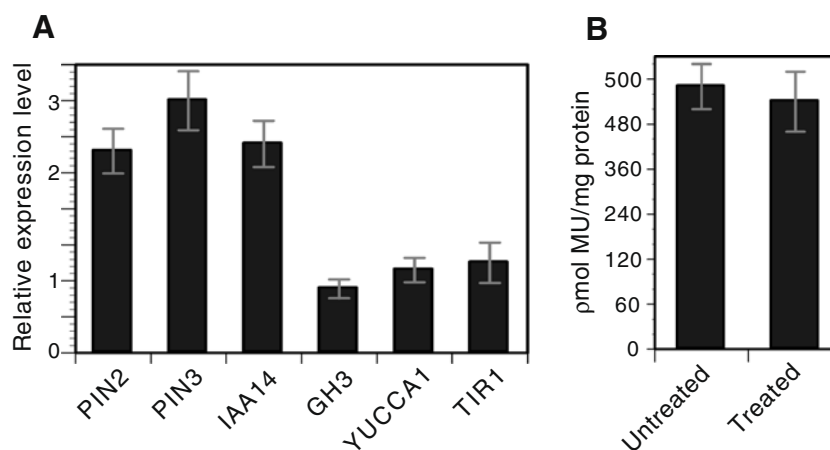 A
Relative expression level
3
2
1
0
PIN2
PIN3
IAA14
GH3
YUCCA1
TIR1
B
ρmol MU/mg protein
500
480
360
240
120
60
0
Untreated
Treated